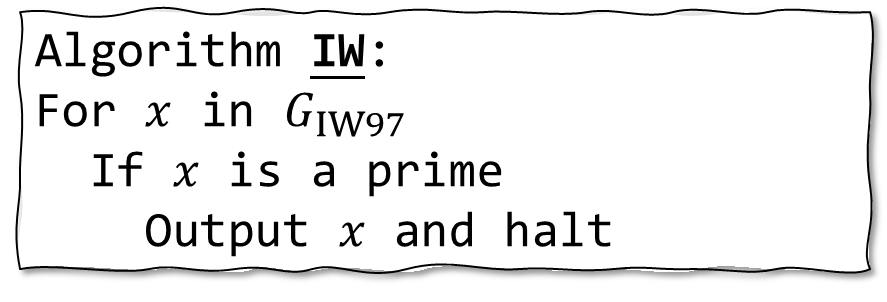 Algorithm IW:
For x in G_IW97
If x is a prime
Output x and halt